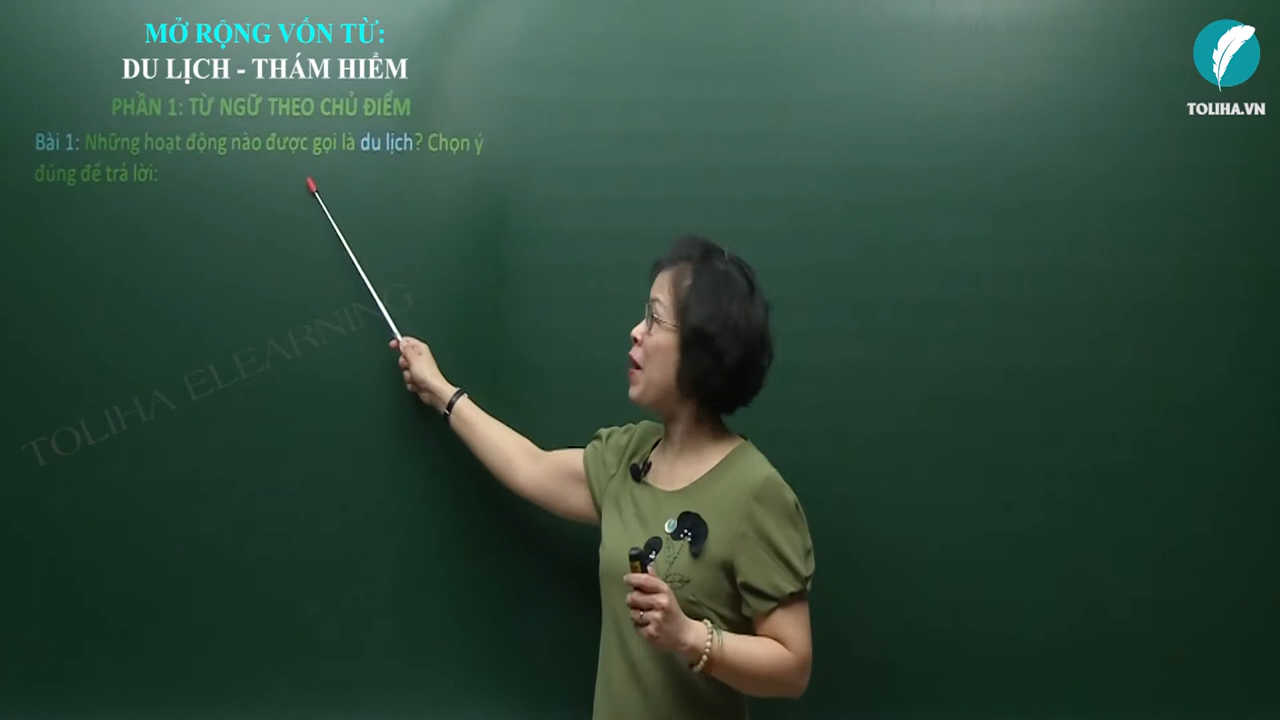 MỞ RỘNG VỐN TỪ:
DU LỊCH - THÁM HIỂM
PHẦN 1: TỪ NGỮ THEO CHỦ ĐIỂM
Bài 1: Những hoạt động nào được gọi là du lịch? Chọn ý
đúng để trả lời:
TOLIHA.VN
TOLIHA ELEARNING